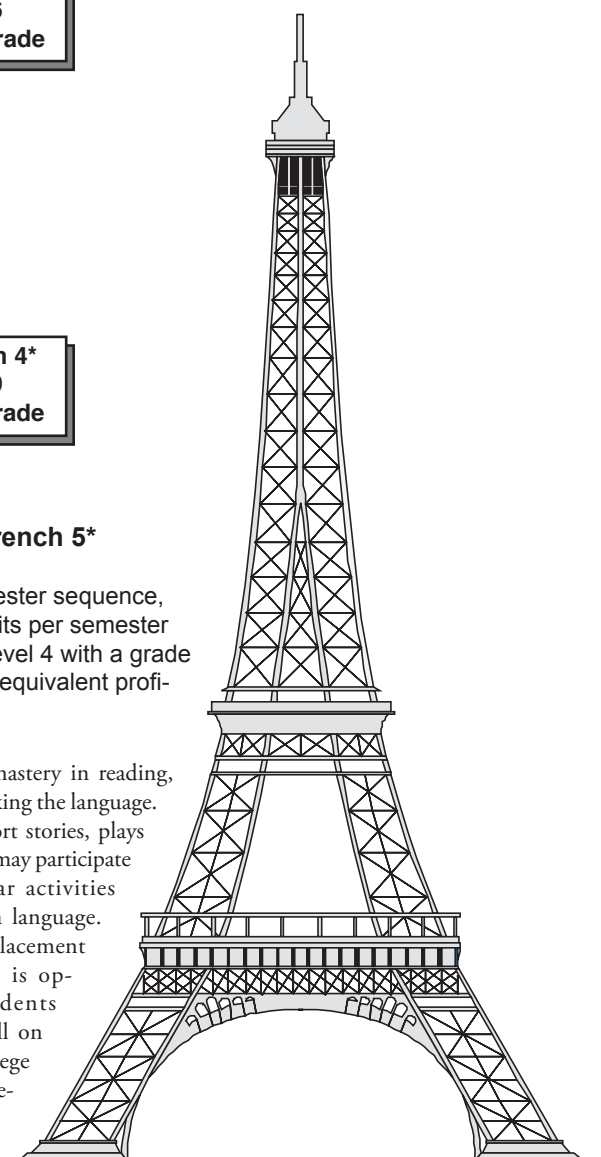 6
rade
h 4*
rade
rench 5*
ester sequence,
its per semester
evel 4 with a grade
equivalent profi-
mastery in reading,
king the language.
ort stories, plays
may participate
ar activities
n language.
lacement
is op-
dents
ll on
ege
e-